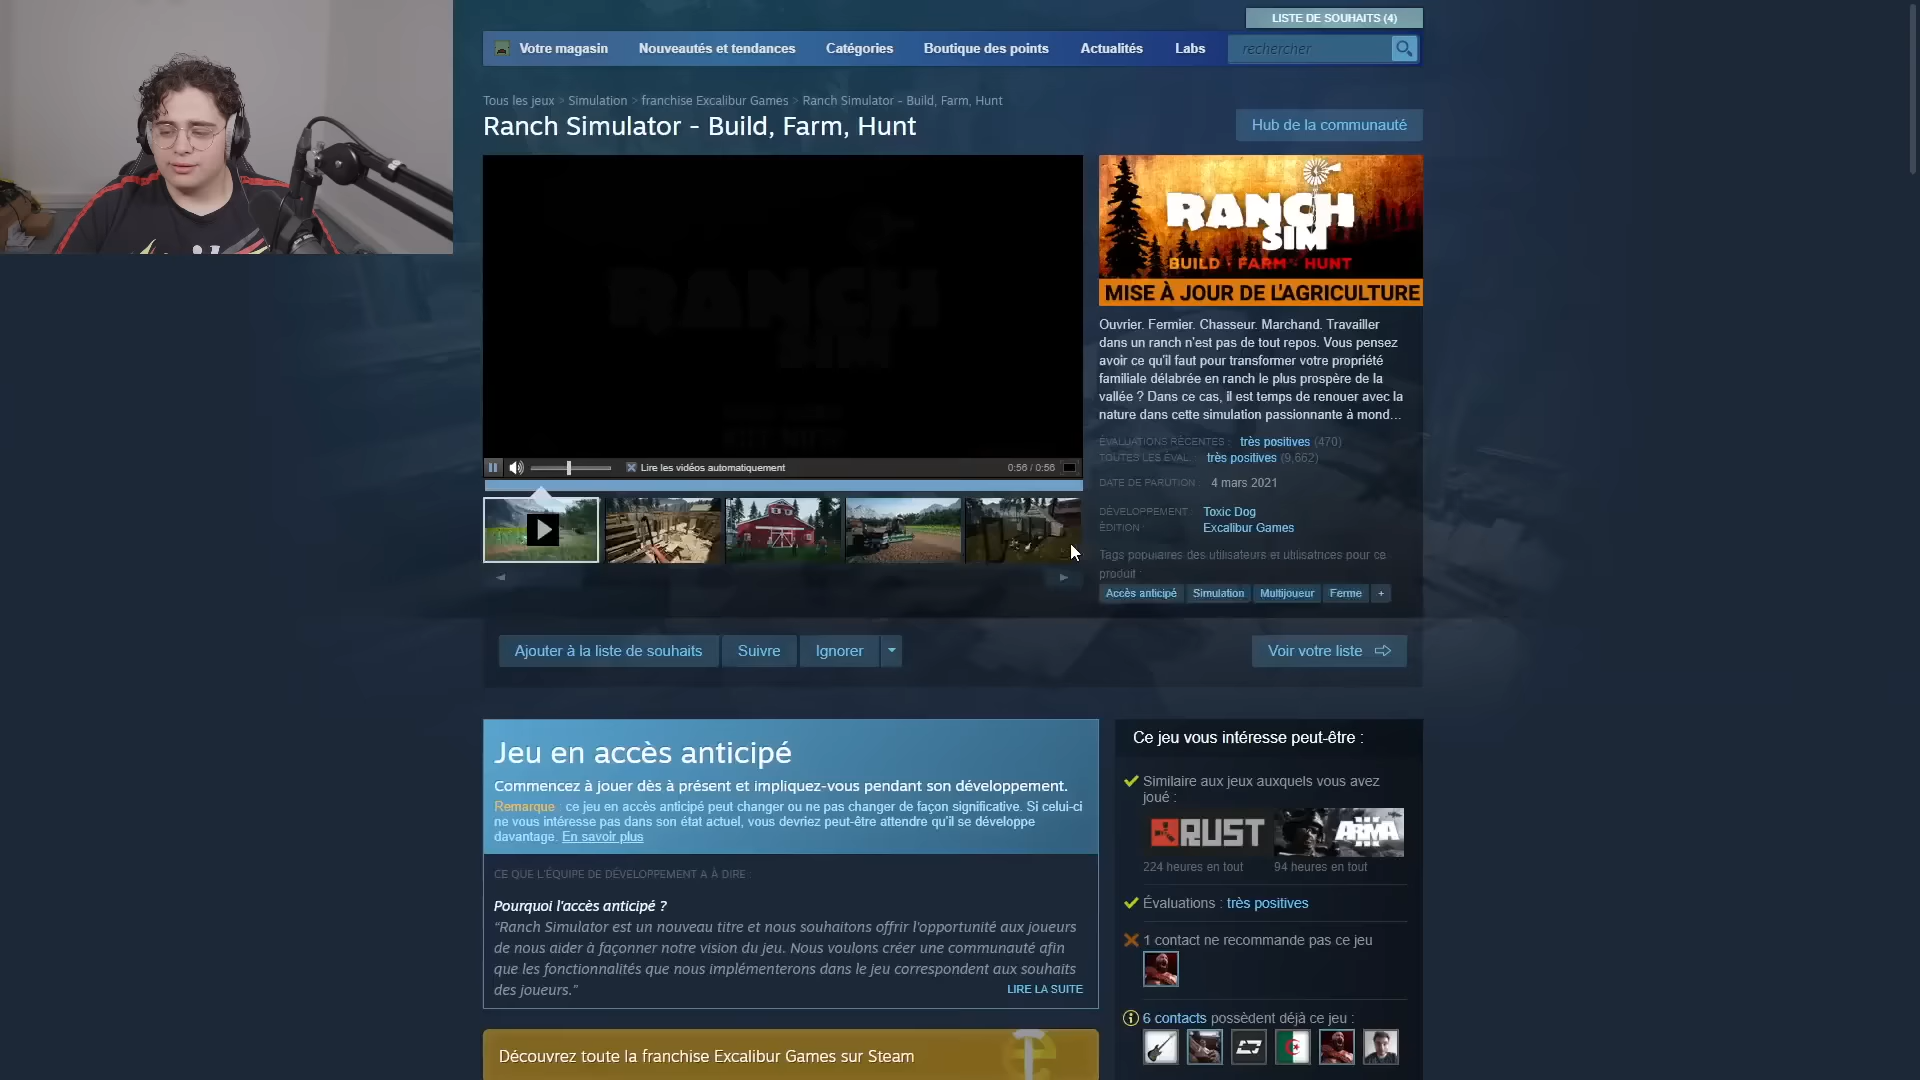 LISTE DE SOUHAITS (4)
Votre magasin
Nouveautés et tendances
Catégories
Boutique des points
Actualités
Labs
rechercher
Tous les jeux > Simulation > franchise Excalibur Games > Ranch Simulator - Build, Farm, Hunt
Ranch Simulator - Build, Farm, Hunt
Hub de la communauté
RANCH
SIM
RANCH
SIM
BUILD · FARM · HUNT
MISE À JOUR DE L'AGRICULTURE
Ouvrier. Fermier. Chasseur. Marchand. Travailler
dans un ranch n'est pas de tout repos. Vous pensez
avoir ce qu'il faut pour transformer votre propriété
familiale délabrée en ranch le plus prospère de la
vallée ? Dans ce cas, il est temps de renouer avec la
nature dans cette simulation passionnante à mond...
ÉVALUATIONS RÉCENTES : très positives (470)
TOUTES LES ÉVAL. : très positives (9,662)
DATE DE PARUTION : 4 mars 2021
DÉVELOPPEMENT : Toxic Dog
ÉDITION : Excalibur Games
Tags populaires des utilisateurs et utilisatrices pour ce
produit :
Accès anticipé
Simulation
Multijoueur
Ferme
+
Lire les vidéos automatiquement
0:56 / 0:56
Ajouter à la liste de souhaits
Suivre
Ignorer
Voir votre liste
Jeu en accès anticipé
Commencez à jouer dès à présent et impliquez-vous pendant son développement.
Remarque : ce jeu en accès anticipé peut changer ou ne pas changer de façon significative. Si celui-ci
ne vous intéresse pas dans son état actuel, vous devriez peut-être attendre qu'il se développe
davantage. En savoir plus
CE QUE L'ÉQUIPE DE DÉVELOPPEMENT A À DIRE :
Pourquoi l'accès anticipé ?
“Ranch Simulator est un nouveau titre et nous souhaitons offrir l'opportunité aux joueurs
de nous aider à façonner notre vision du jeu. Nous voulons créer une communauté afin
que les fonctionnalités que nous implémenterons dans le jeu correspondent aux souhaits
des joueurs.”
LIRE LA SUITE
Découvrez toute la franchise Excalibur Games sur Steam
Ce jeu vous intéresse peut-être :
Similaire aux jeux auxquels vous avez
joué :
RUST
ARMA
III
224 heures en tout
94 heures en tout
Évaluations : très positives
1 contact ne recommande pas ce jeu
6 contacts possèdent déjà ce jeu :